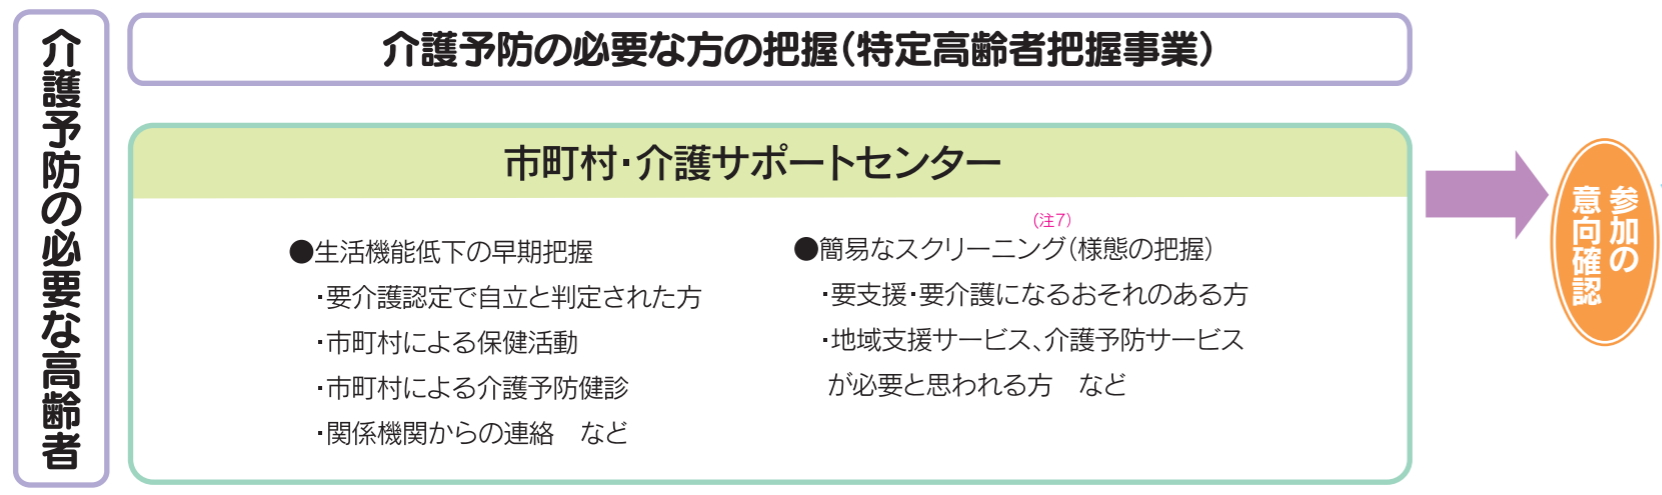 介護予防の必要な高齢者
介護予防の必要な方の把握（特定高齢者把握事業）
市町村・介護サポートセンター
●生活機能低下の早期把握
・要介護認定で自立と判定された方
・市町村による保健活動
・市町村による介護予防健診
・関係機関からの連絡　など
（注7）
●簡易なスクリーニング（様態の把握）
・要支援・要介護になるおそれのある方
・地域支援サービス、介護予防サービス
が必要と思われる方　など
参加の
意向確認